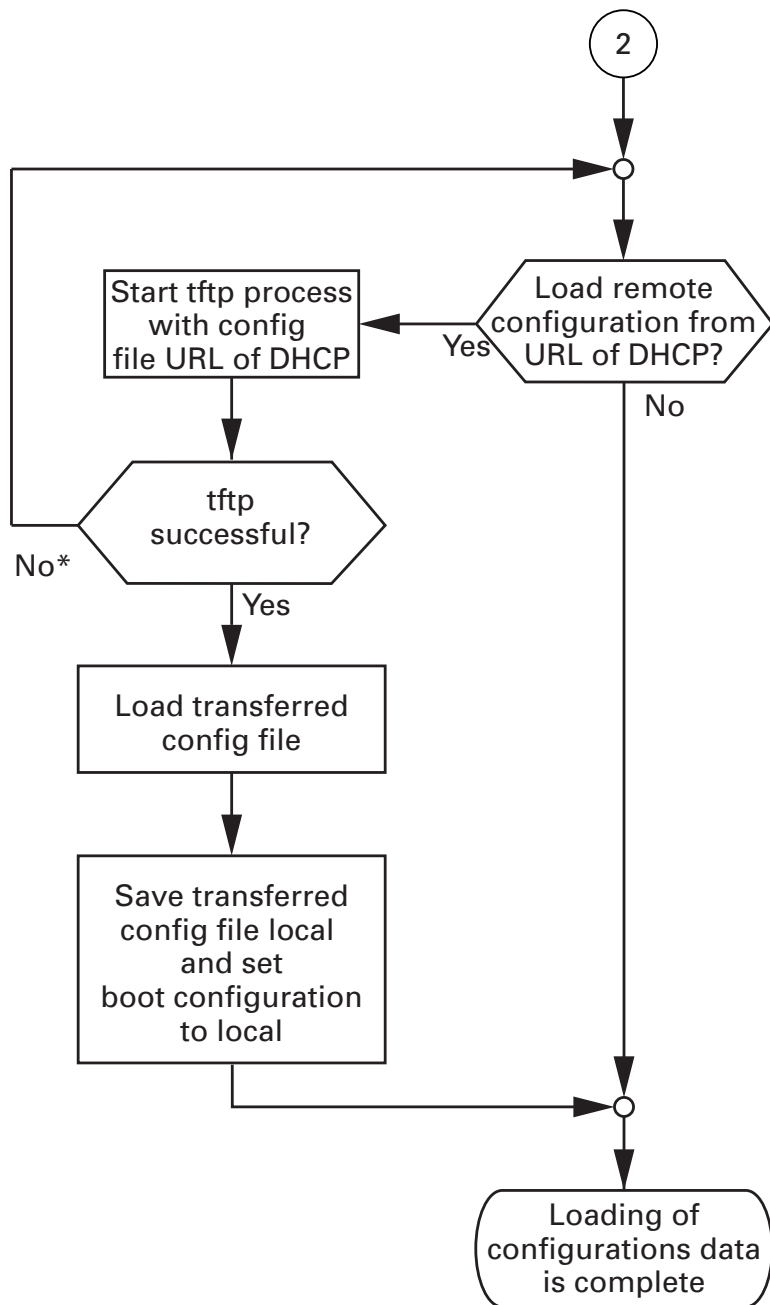 2
Load remote
configuration from
URL of DHCP?
Yes
No
Start tftp process
with config
file URL of DHCP
tftp
successful?
No*
Yes
Load transferred
config file
Save transferred
config file local
and set
boot configuration
to local
Loading of
configurations data
is complete